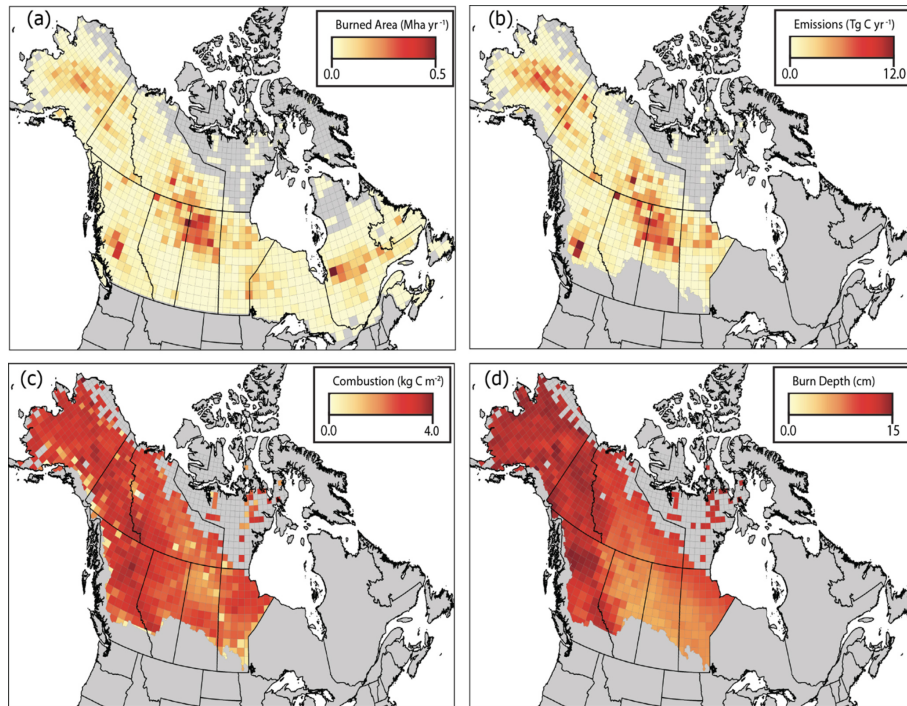 (a)
Burned Area (Mha yr⁻¹)
0.0 0.5
(b)
Emissions (Tg C yr⁻¹)
0.0 12.0
(c)
Combustion (kg C m⁻²)
0.0 4.0
(d)
Burn Depth (cm)
0.0 15